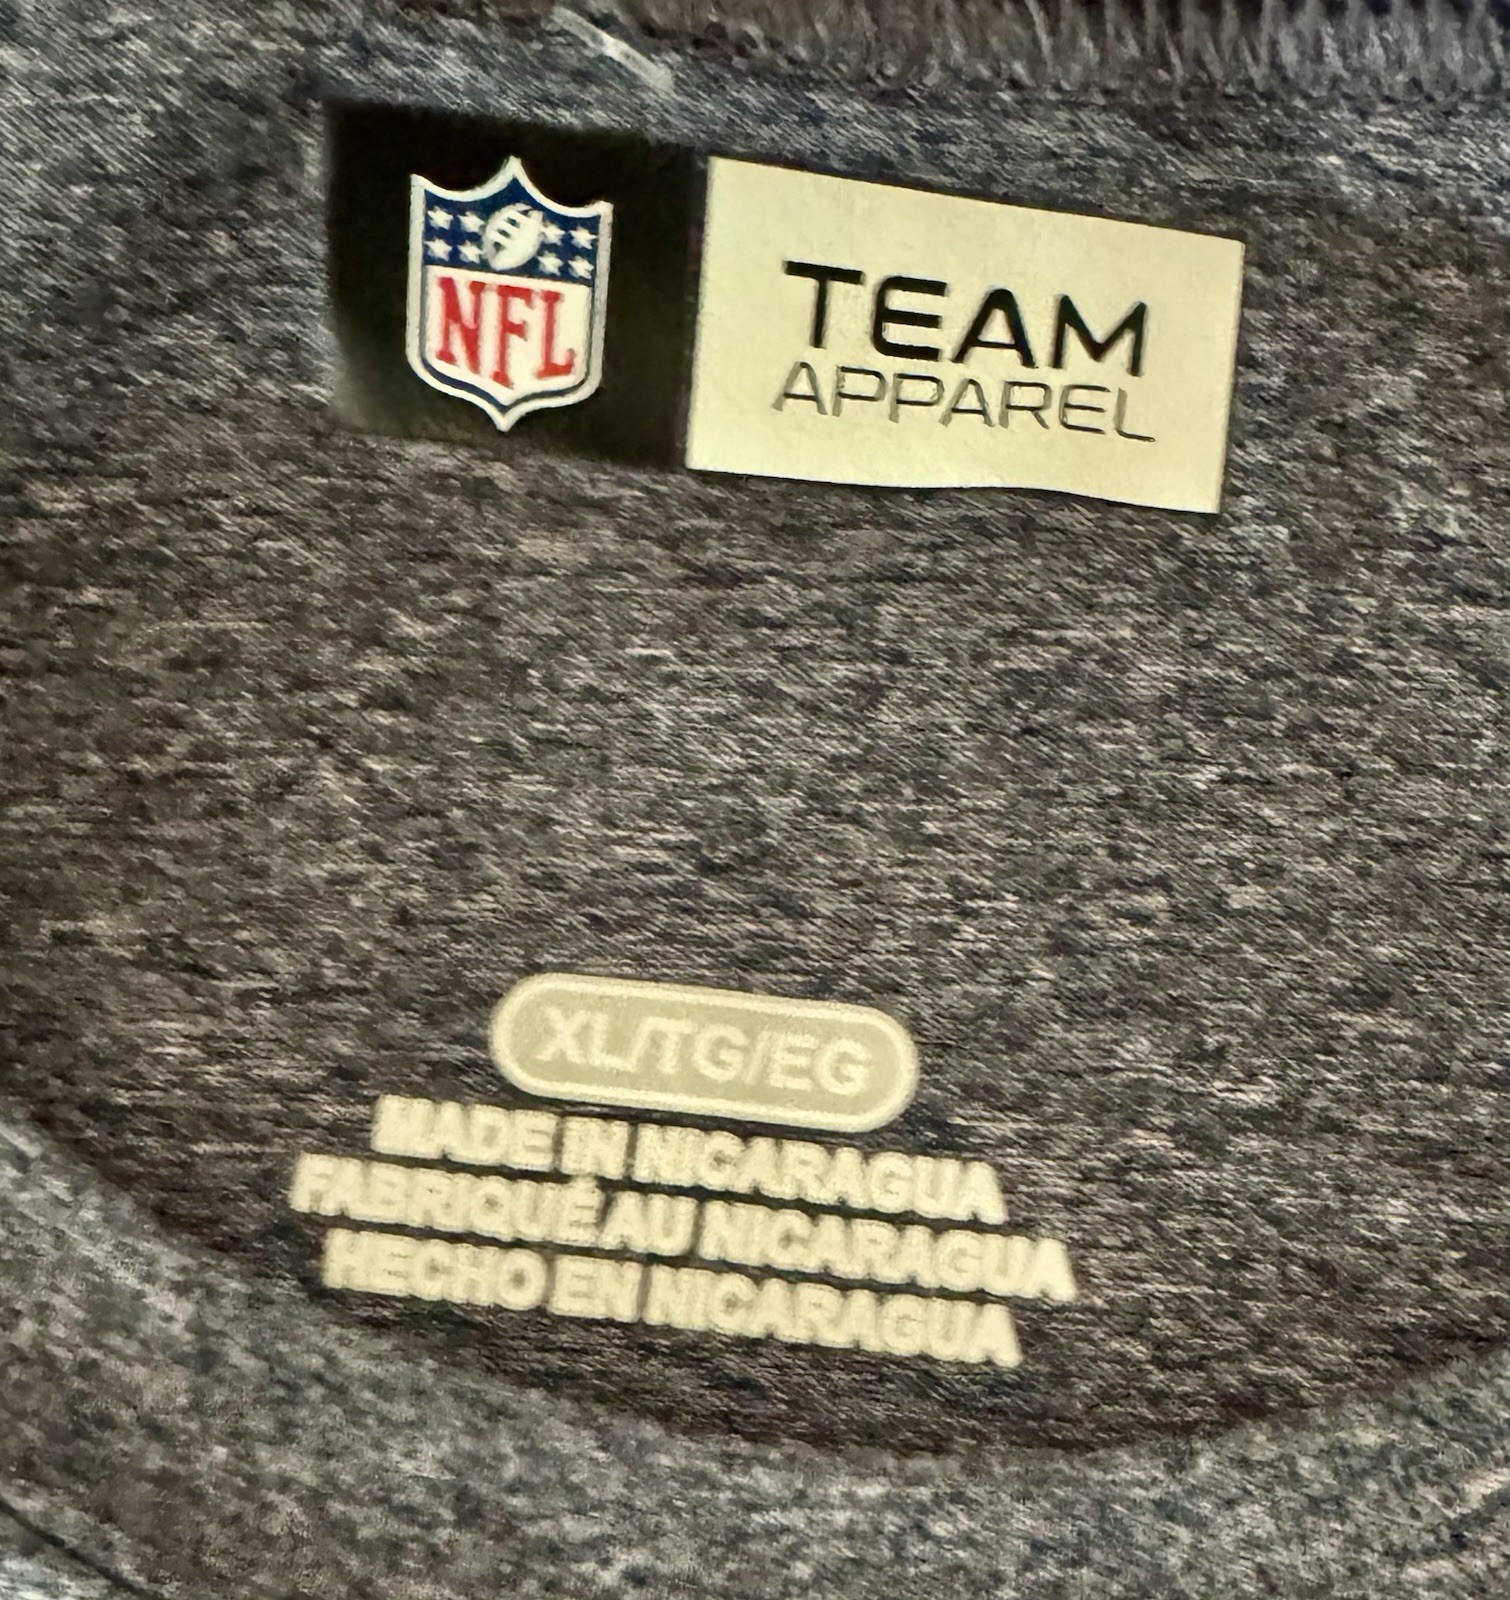 NFL
TEAM
APPAREL
XL/TG/EG
MADE IN NICARAGUA
FABRIQUÉ AU NICARAGUA
HECHO EN NICARAGUA